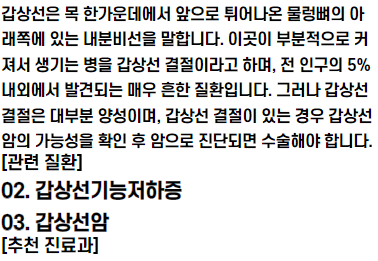 갑상선은 목 한가운데에서 앞으로 튀어나온 물렁뼈의 아
래쪽에 있는 내분비선을 말합니다. 이곳이 부분적으로 커
져서 생기는 병을 갑상선 결절이라고 하며, 전 인구의 5%
내외에서 발견되는 매우 흔한 질환입니다. 그러나 갑상선
결절은 대부분 양성이며, 갑상선 결절이 있는 경우 갑상선
암의 가능성을 확인 후 암으로 진단되면 수술해야 합니다.
[관련 질환]
02. 갑상선기능저하증
03. 갑상선암
[추천 진료과]